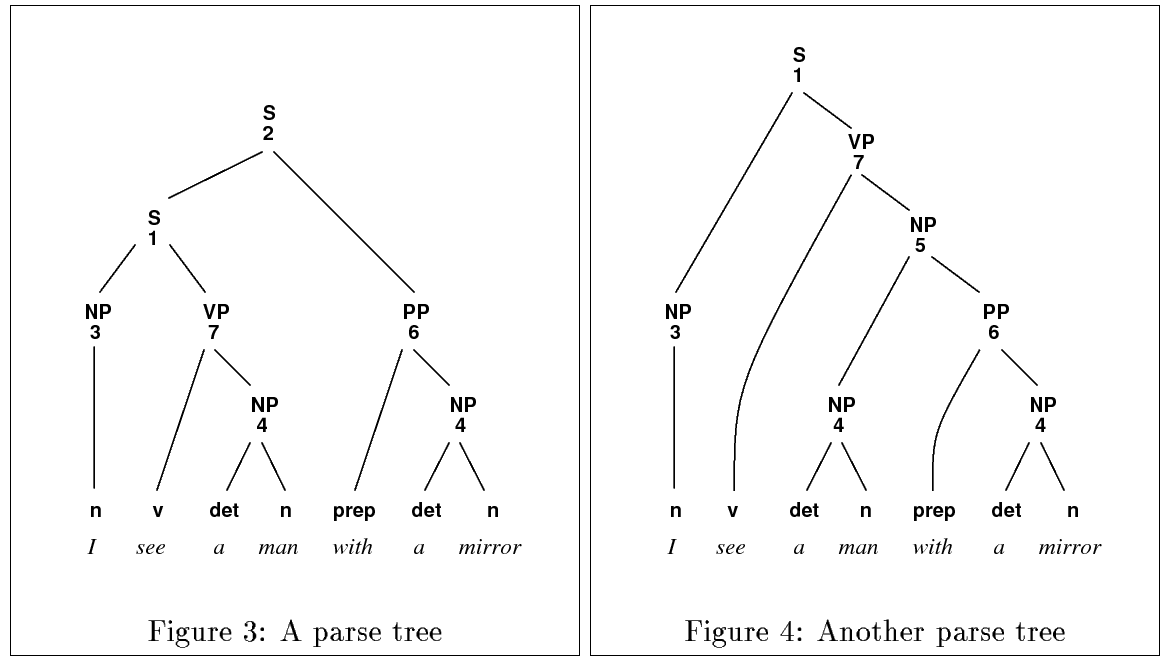 S
2
S
1
NP
3
VP
7
PP
6
NP
4
NP
4
n v det n prep det n
I see a man with a mirror
Figure 3: A parse tree
S
1
VP
7
NP
5
NP
3
PP
6
NP
4
NP
4
n v det n prep det n
I see a man with a mirror
Figure 4: Another parse tree